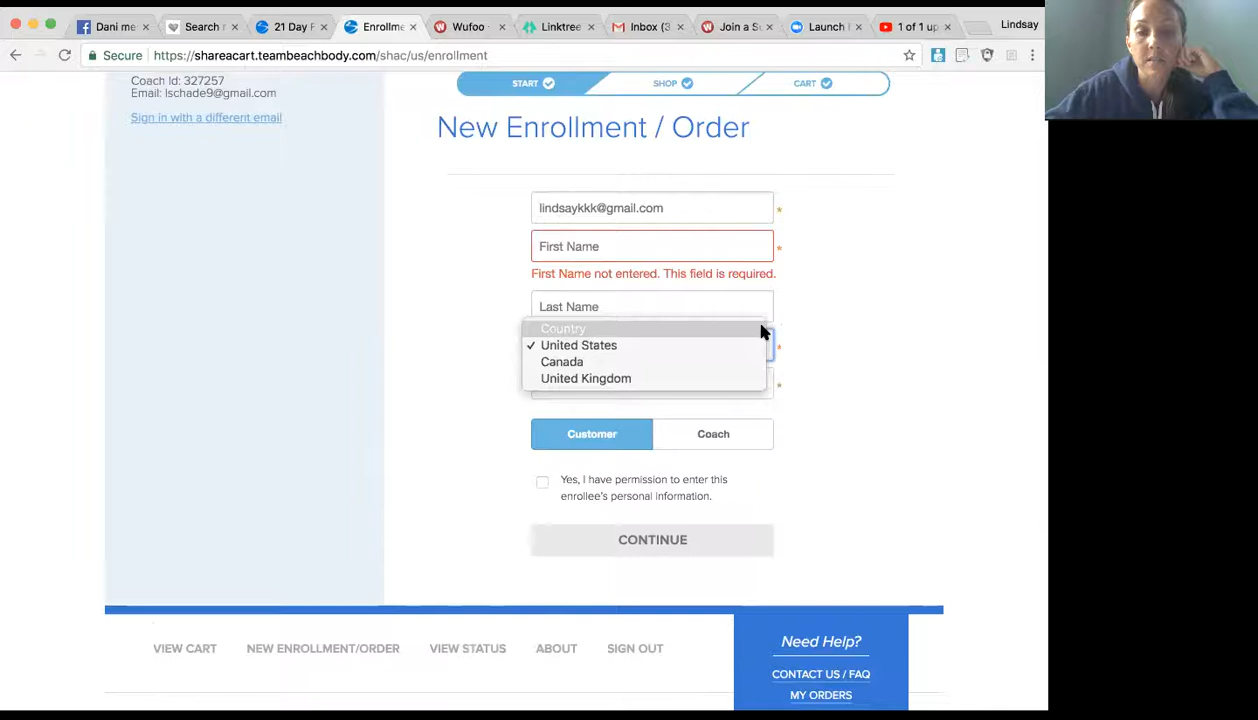 Dani me
Search r
21 Day F
Enrollme
Wufoo
Linktree
Inbox (3
Join a Su
Launch I
1 of 1 up
Lindsay
Secure
https://shareacart.teambeachbody.com/shac/us/enrollment
Coach Id: 327257
Email: lschade9@gmail.com
Sign in with a different email
START
SHOP
CART
New Enrollment / Order
lindsaykkk@gmail.com *
First Name *
First Name not entered. This field is required.
Last Name
Country
✓ United States *
Canada
United Kingdom
*
Customer
Coach
Yes, I have permission to enter this
enrollee's personal information.
CONTINUE
VIEW CART
NEW ENROLLMENT/ORDER
VIEW STATUS
ABOUT
SIGN OUT
Need Help?
CONTACT US / FAQ
MY ORDERS